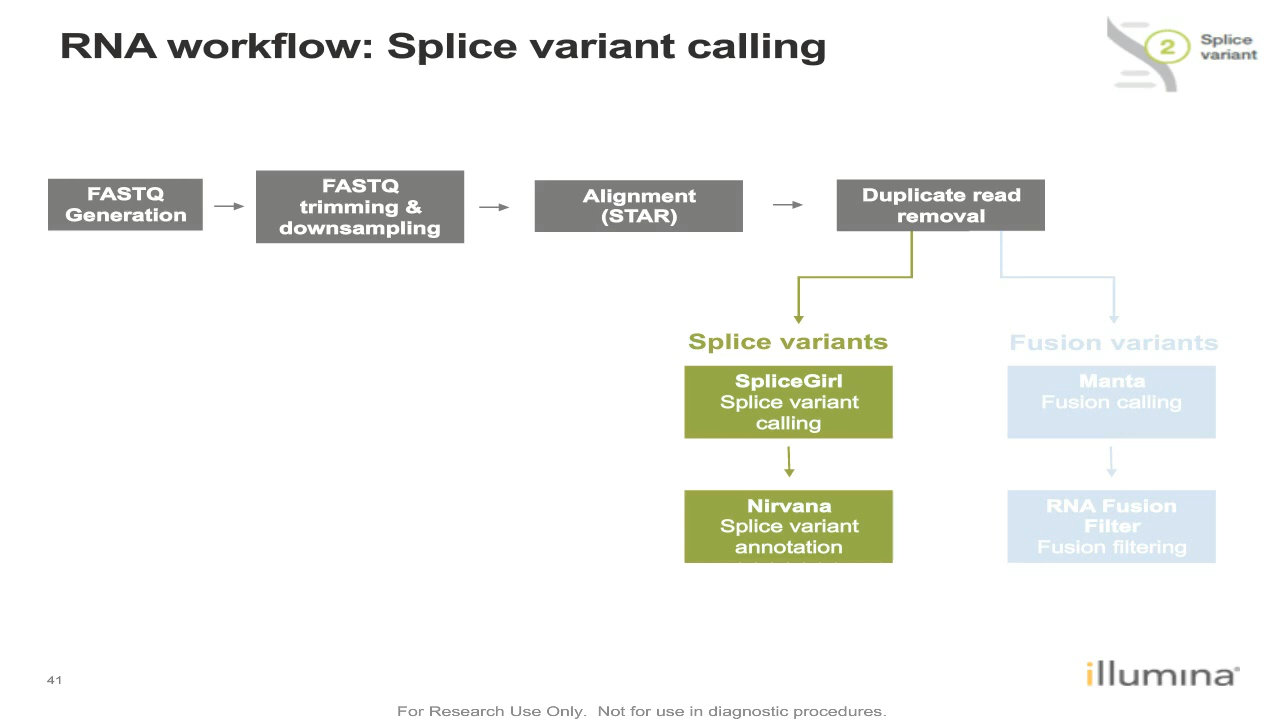 RNA workflow: Splice variant calling
2
Splice
variant
FASTQ
Generation
FASTQ
trimming &
downsampling
Alignment
(STAR)
Duplicate read
removal
Splice variants
SpliceGirl
Splice variant
calling
Nirvana
Splice variant
annotation
Fusion variants
Manta
Fusion calling
RNA Fusion
Filter
Fusion filtering
41
illumina®
For Research Use Only. Not for use in diagnostic procedures.